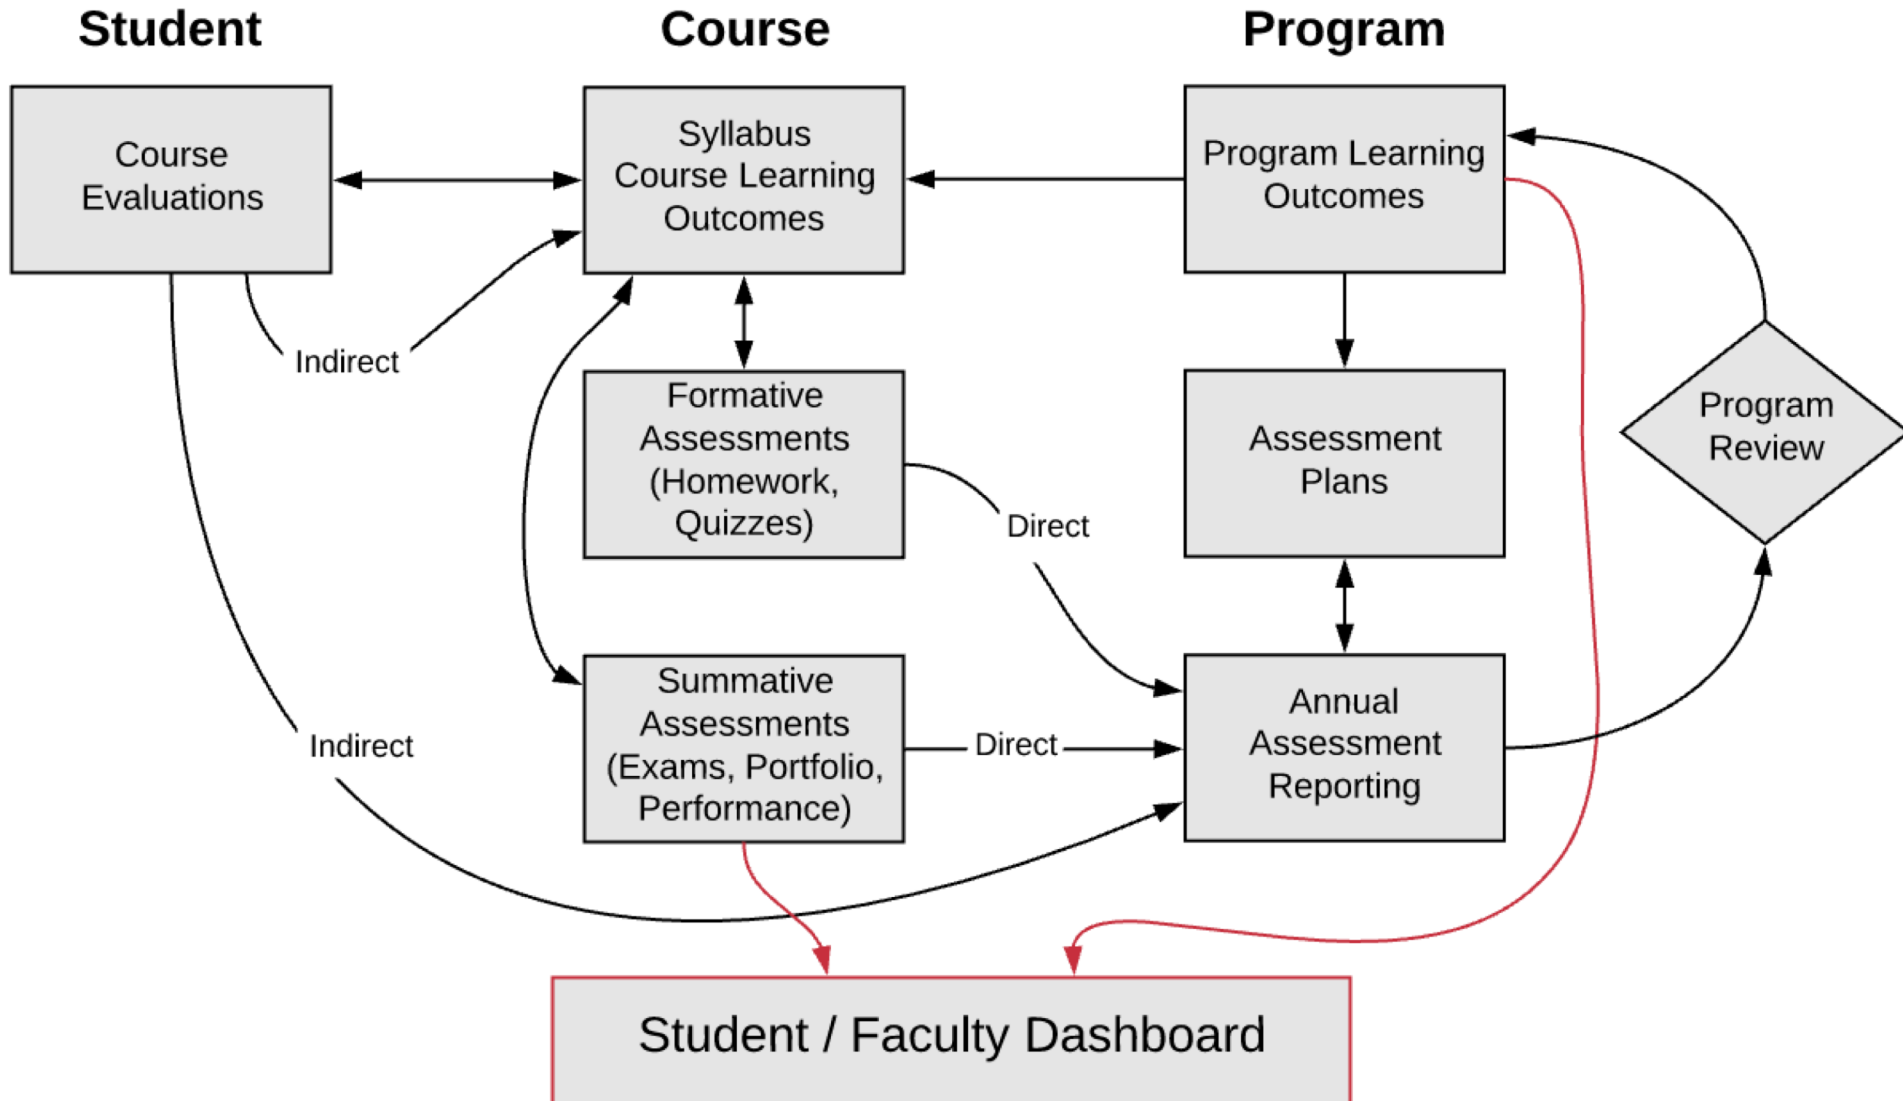 Student
Course
Program
Course
Evaluations
Syllabus
Course Learning
Outcomes
Program Learning
Outcomes
Indirect
Formative
Assessments
(Homework,
Quizzes)
Direct
Assessment
Plans
Program
Review
Indirect
Summative
Assessments
(Exams, Portfolio,
Performance)
Direct
Annual
Assessment
Reporting
Student / Faculty Dashboard